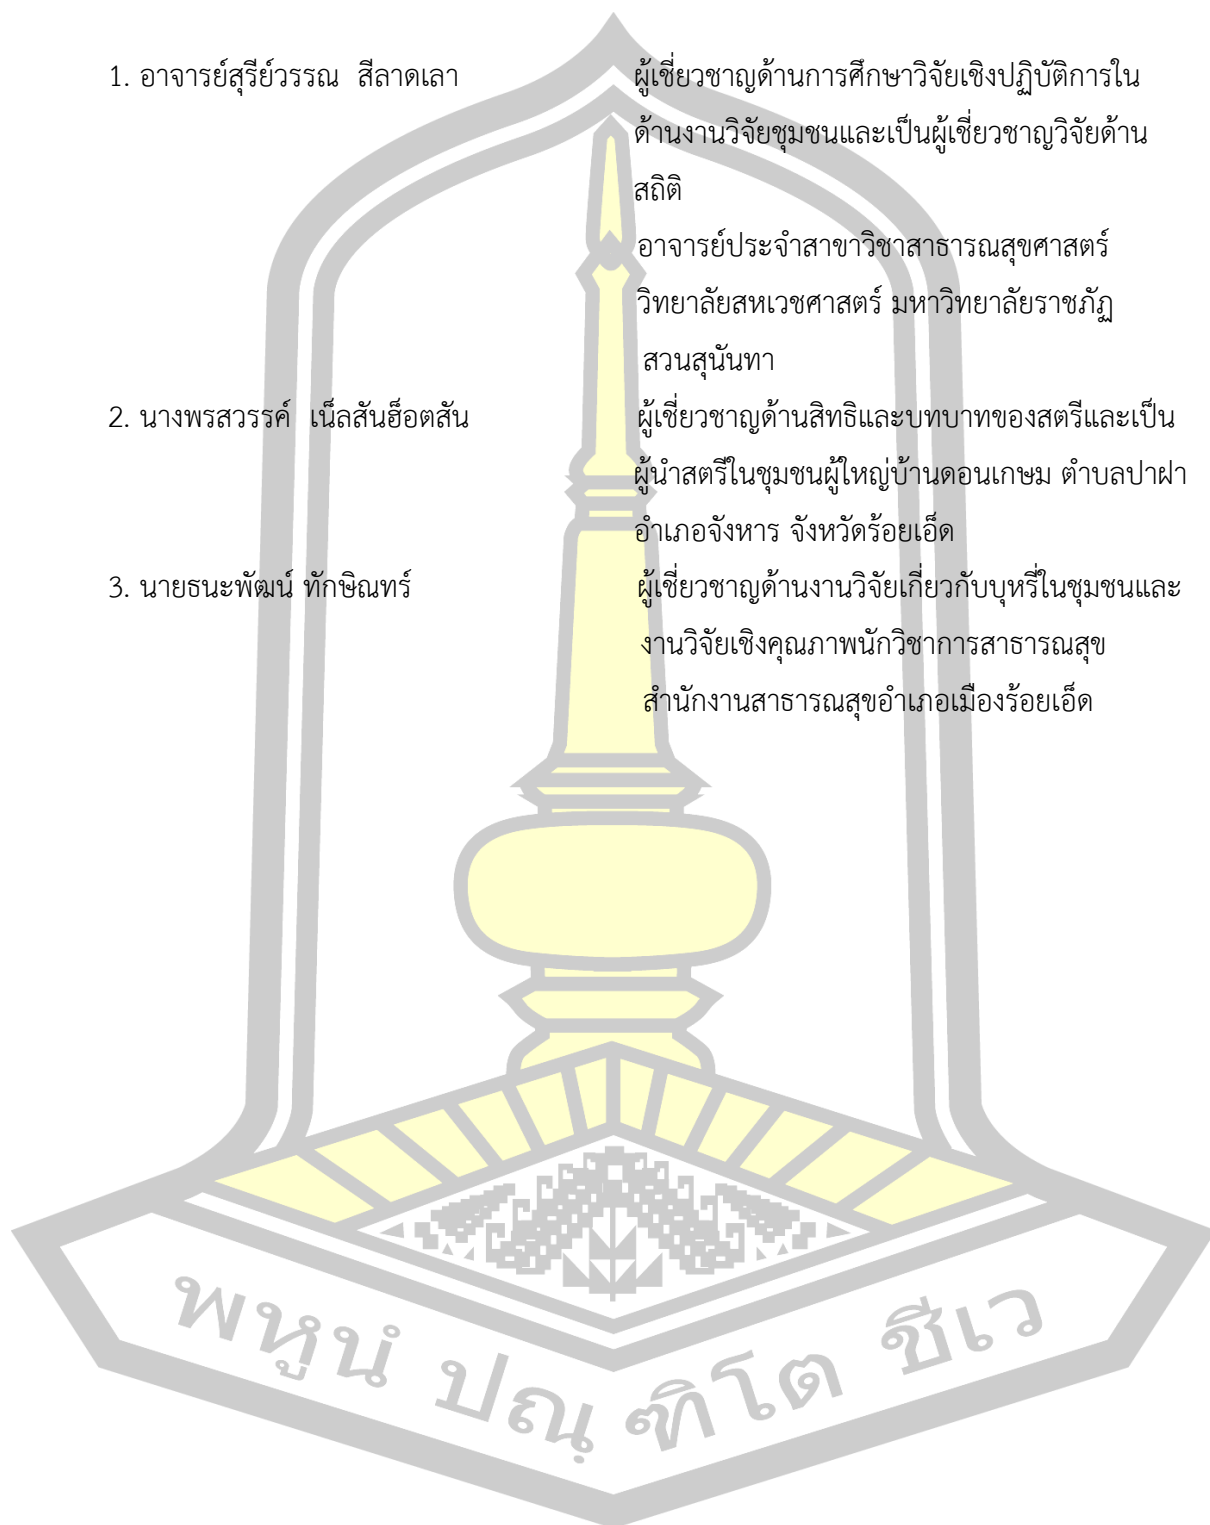 1. อาจารย์สุรีย์วรรณ สีลาดเลา ผู้เชี่ยวชาญด้านการศึกษาวิจัยเชิงปฏิบัติการใน
ด้านงานวิจัยชุมชนและเป็นผู้เชี่ยวชาญวิจัยด้าน
สถิติ
อาจารย์ประจำสาขาวิชาสาธารณสุขศาสตร์
วิทยาลัยสหเวชศาสตร์ มหาวิทยาลัยราชภัฏ
สวนสุนันทา
2. นางพรสวรรค์ เน็ลสันฮ็อตสัน ผู้เชี่ยวชาญด้านสิทธิและบทบาทของสตรีและเป็น
ผู้นำสตรีในชุมชนผู้ใหญ่บ้านดอนเกษม ตำบลปาฝา
อำเภอจังหาร จังหวัดร้อยเอ็ด
3. นายธนะพัฒน์ ทักษิณทร์ ผู้เชี่ยวชาญด้านงานวิจัยเกี่ยวกับบุหรี่ในชุมชนและ
งานวิจัยเชิงคุณภาพนักวิชาการสาธารณสุข
สำนักงานสาธารณสุขอำเภอเมืองร้อยเอ็ด
พหูนํ ปณฺ ฑิโต ชีเว